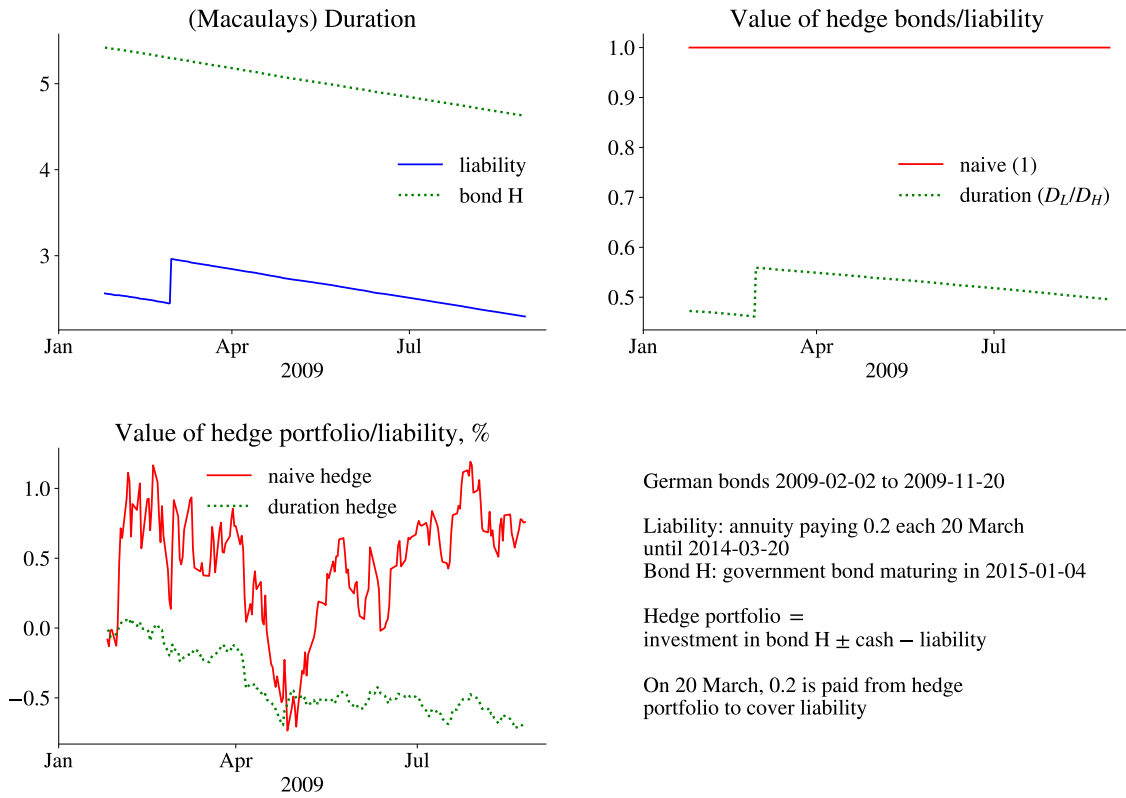 (Macaulays) Duration
5
4
3
liability
bond H
Jan
Apr
Jul
2009
Value of hedge bonds/liability
1.0
0.9
0.8
0.7
0.6
0.5
naive (1)
duration (D_L/D_H)
Jan
Apr
Jul
2009
Value of hedge portfolio/liability, %
1.0
0.5
0.0
−0.5
naive hedge
duration hedge
Jan
Apr
Jul
2009
German bonds 2009-02-02 to 2009-11-20
Liability: annuity paying 0.2 each 20 March
until 2014-03-20
Bond H: government bond maturing in 2015-01-04
Hedge portfolio =
investment in bond H ± cash − liability
On 20 March, 0.2 is paid from hedge
portfolio to cover liability